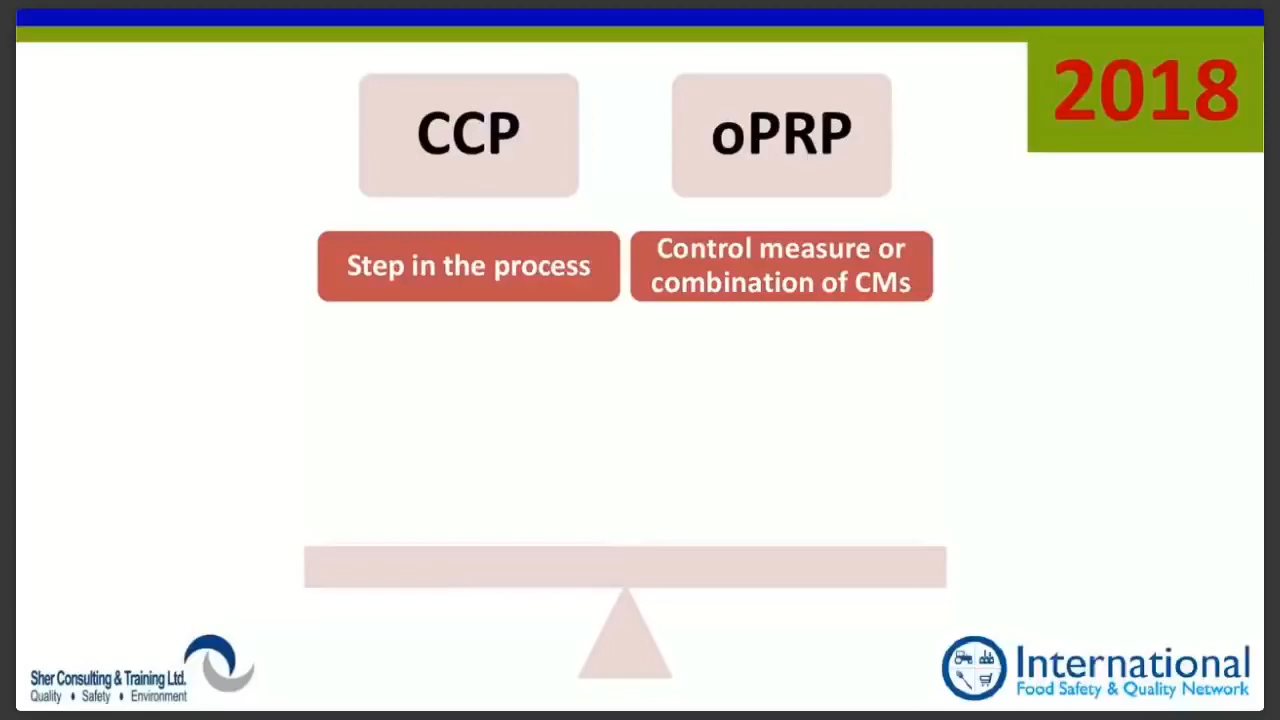 2018
CCP
oPRP
Step in the process
Control measure or
combination of CMs
Sher Consulting & Training Ltd.
Quality • Safety • Environment
International
Food Safety & Quality Network